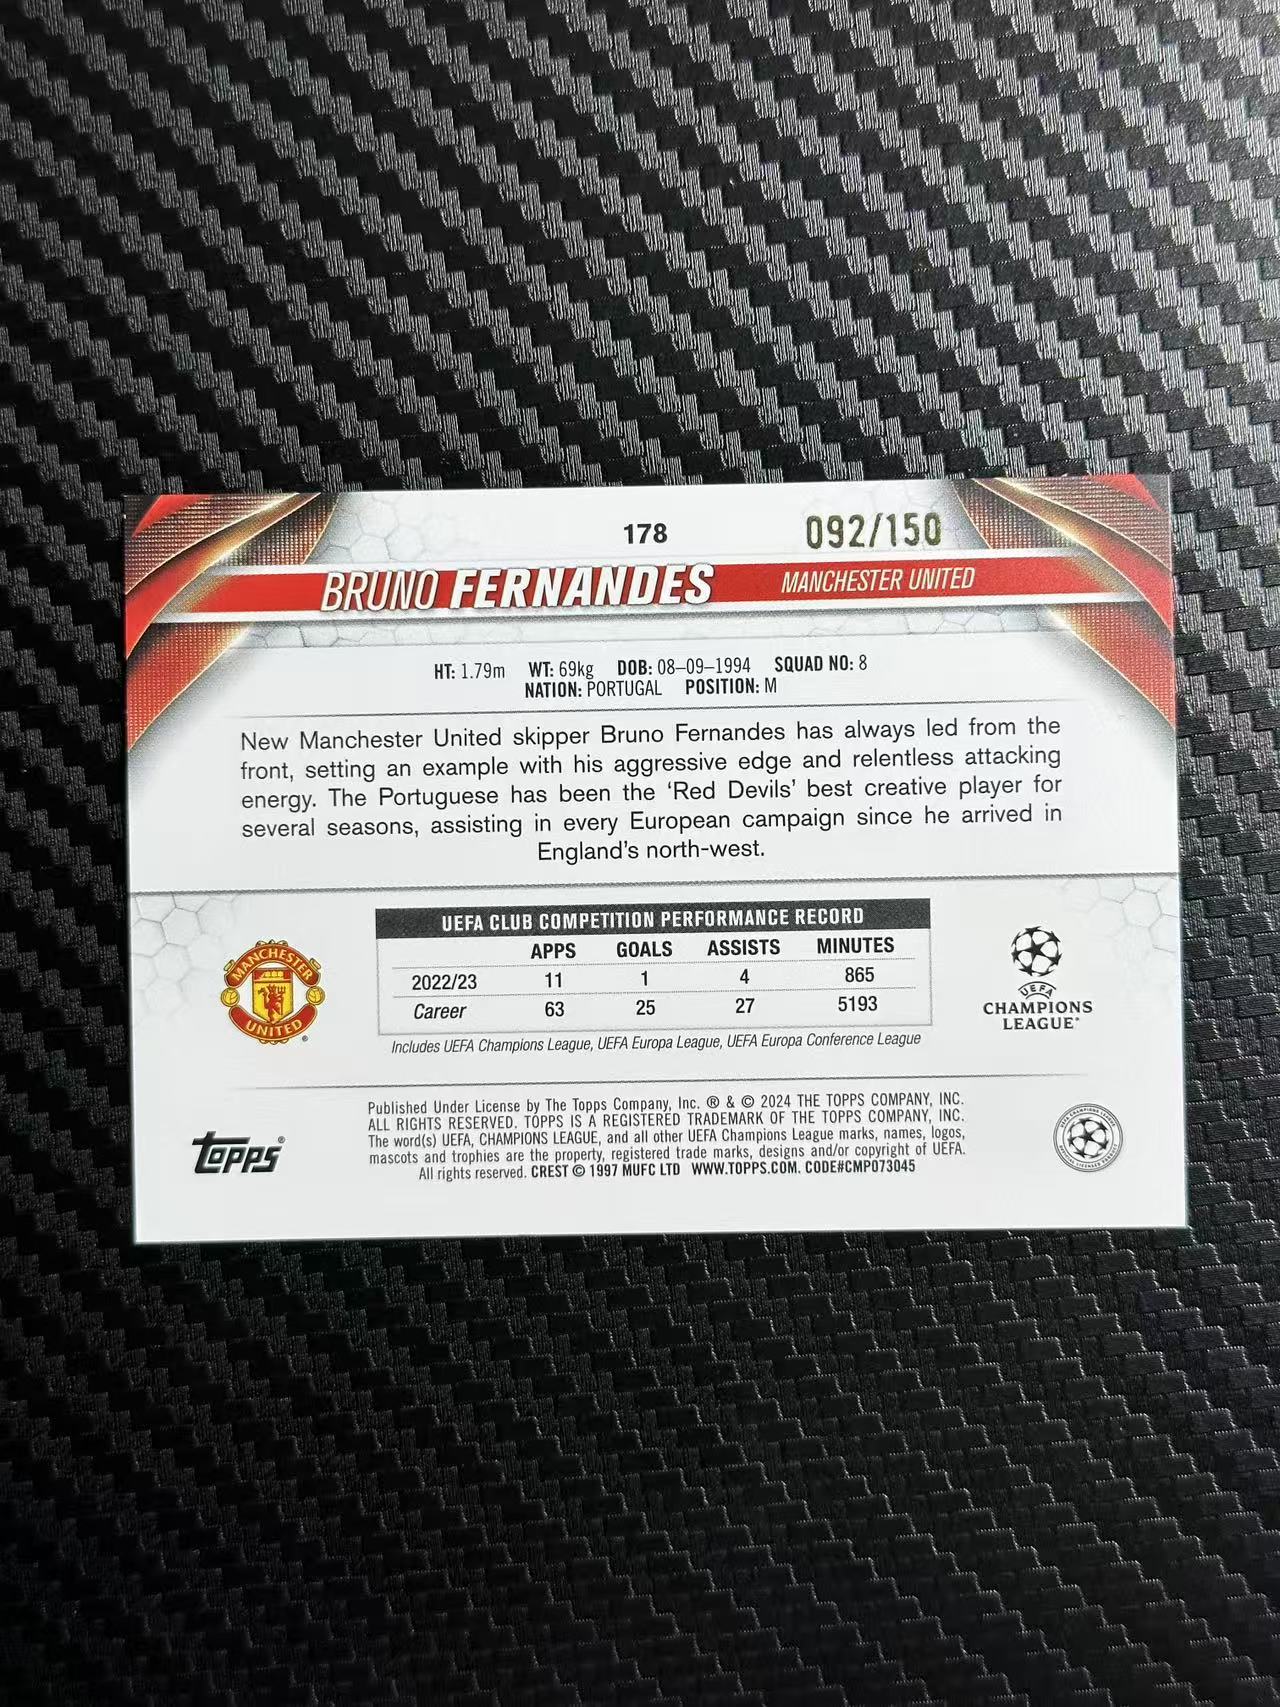 178
092/150
BRUNO FERNANDES
MANCHESTER UNITED
HT: 1.79m WT: 69kg DOB: 08–09–1994 SQUAD NO: 8
NATION: PORTUGAL POSITION: M
New Manchester United skipper Bruno Fernandes has always led from the
front, setting an example with his aggressive edge and relentless attacking
energy. The Portuguese has been the ‘Red Devils’ best creative player for
several seasons, assisting in every European campaign since he arrived in
England’s north-west.
UEFA CLUB COMPETITION PERFORMANCE RECORD
APPS GOALS ASSISTS MINUTES
2022/23 11 1 4 865
Career 63 25 27 5193
Includes UEFA Champions League, UEFA Europa League, UEFA Europa Conference League
MANCHESTER
UNITED
®
UEFA
CHAMPIONS
LEAGUE®
Published Under License by The Topps Company, Inc. ® & © 2024 THE TOPPS COMPANY, INC.
ALL RIGHTS RESERVED. TOPPS IS A REGISTERED TRADEMARK OF THE TOPPS COMPANY, INC.
The word(s) UEFA, CHAMPIONS LEAGUE, and all other UEFA Champions League marks, names, logos,
mascots and trophies are the property, registered trade marks, designs and/or copyright of UEFA.
All rights reserved. CREST © 1997 MUFC LTD WWW.TOPPS.COM. CODE#CMP073045
Topps®